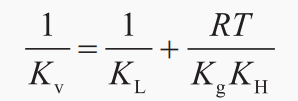 1/K_v = 1/K_L + RT/(K_g K_H)